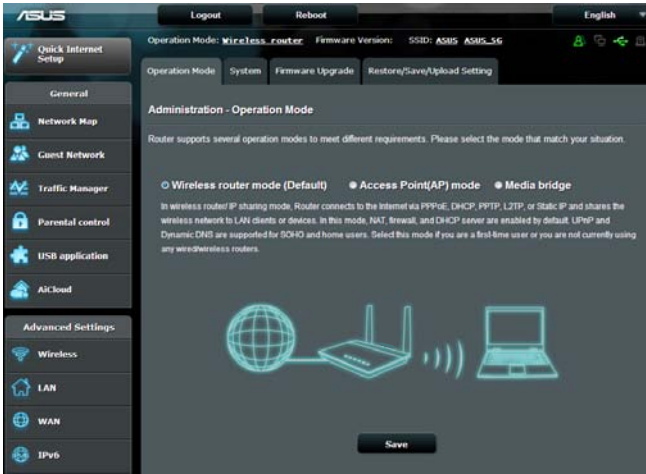 ASUS
Logout
Reboot
English
Quick Internet Setup
Operation Mode: Wireless router Firmware Version: SSID: ASUS ASUS_5G
Operation Mode
System
Firmware Upgrade
Restore/Save/Upload Setting
General
Network Map
Guest Network
Traffic Manager
Parental control
USB application
AiCloud
Advanced Settings
Wireless
LAN
WAN
IPv6
Administration - Operation Mode
Router supports several operation modes to meet different requirements. Please select the mode that match your situation.
Wireless router mode (Default)
Access Point(AP) mode
Media bridge
In wireless router/ IP sharing mode, Router connects to the Internet via PPPoE, DHCP, PPTP, L2TP, or Static IP and shares the
wireless network to LAN clients or devices. In this mode, NAT, firewall, and DHCP server are enabled by default. UPnP and
Dynamic DNS are supported for SOHO and home users. Select this mode if you are a first-time user or you are not currently using
any wired/wireless routers.
Save